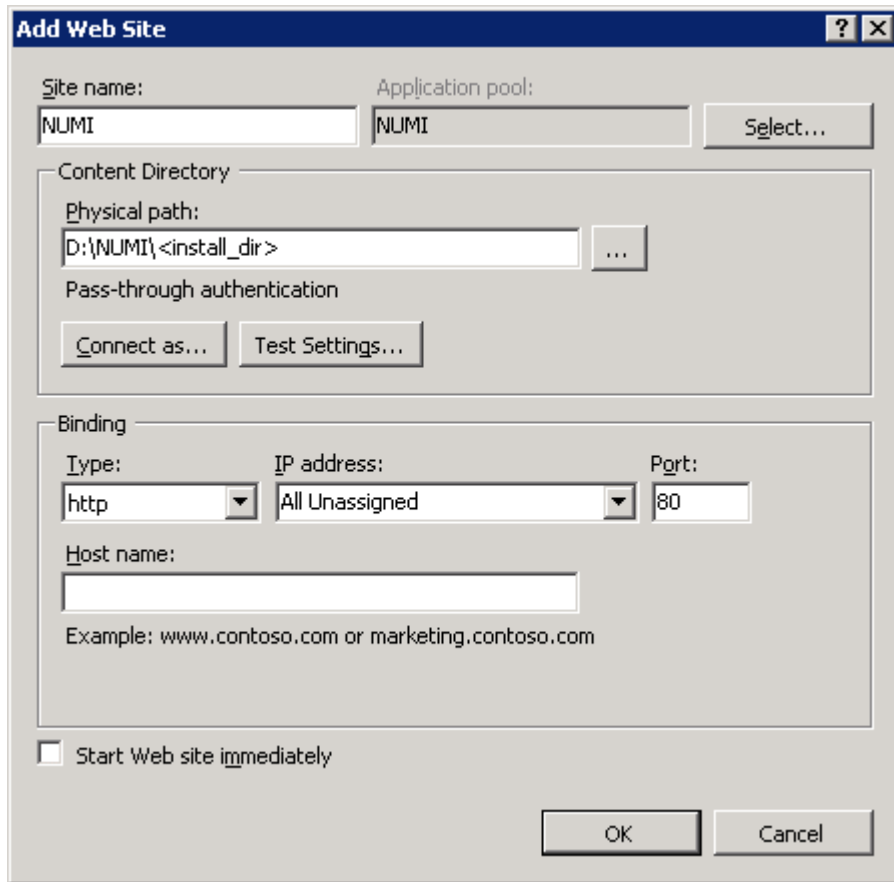 Add Web Site
Site name:
Application pool:
NUMI
NUMI
Select...
Content Directory
Physical path:
D:\NUMI\<install_dir>
...
Pass-through authentication
Connect as...
Test Settings...
Binding
Type:
IP address:
Port:
http
All Unassigned
80
Host name:
Example: www.contoso.com or marketing.contoso.com
Start Web site immediately
OK
Cancel